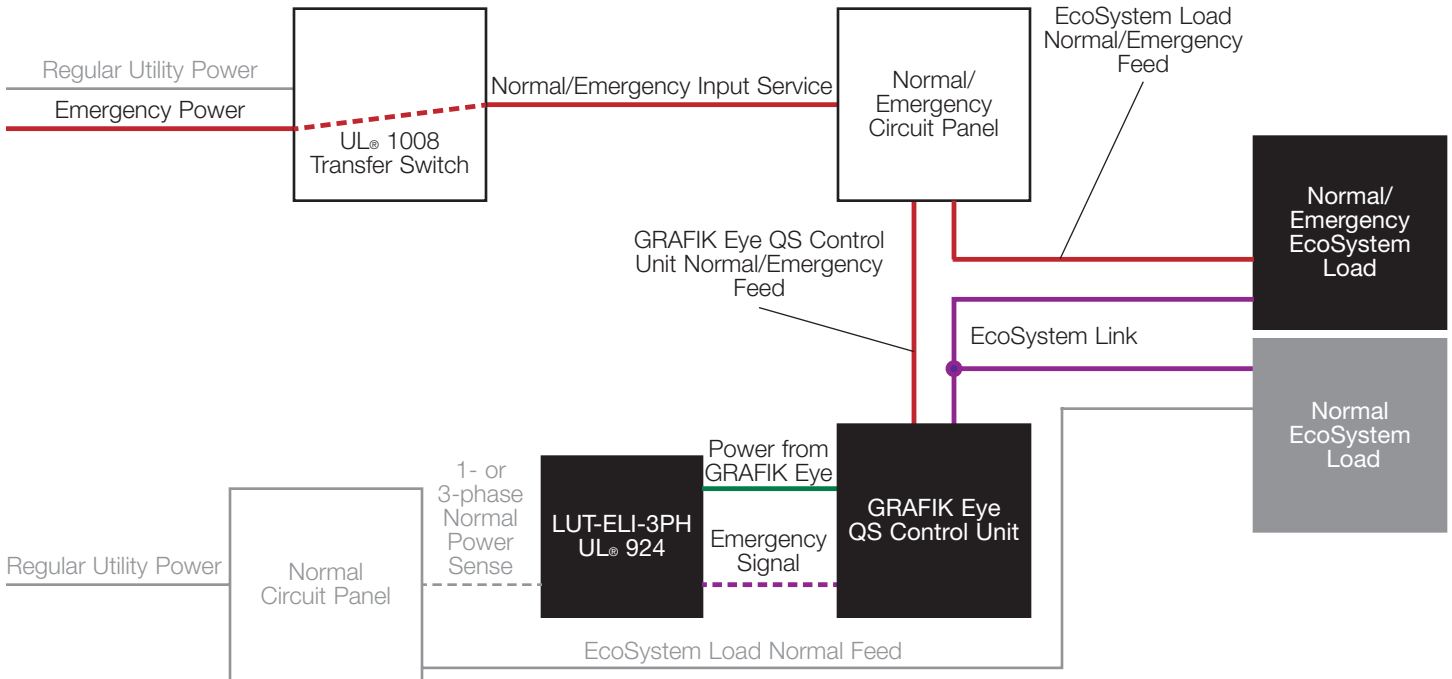 Regular Utility Power
Emergency Power
UL® 1008
Transfer Switch
Normal/Emergency Input Service
Normal/
Emergency
Circuit Panel
EcoSystem Load
Normal/Emergency
Feed
Normal/
Emergency
EcoSystem
Load
GRAFIK Eye QS Control
Unit Normal/Emergency
Feed
EcoSystem Link
Normal
EcoSystem
Load
Regular Utility Power
Normal
Circuit Panel
1- or
3-phase
Normal
Power
Sense
LUT-ELI-3PH
UL® 924
Power from
GRAFIK Eye
Emergency
Signal
GRAFIK Eye
QS Control Unit
EcoSystem Load Normal Feed